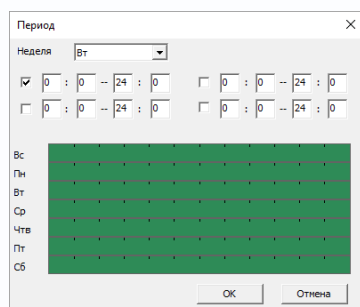 Период
Неделя Вт
0 : 0 -- 24 : 0 0 : 0 -- 24 : 0
0 : 0 -- 24 : 0 0 : 0 -- 24 : 0
Вс
Пн
Вт
Ср
Чтв
Пт
Сб
OK Отмена